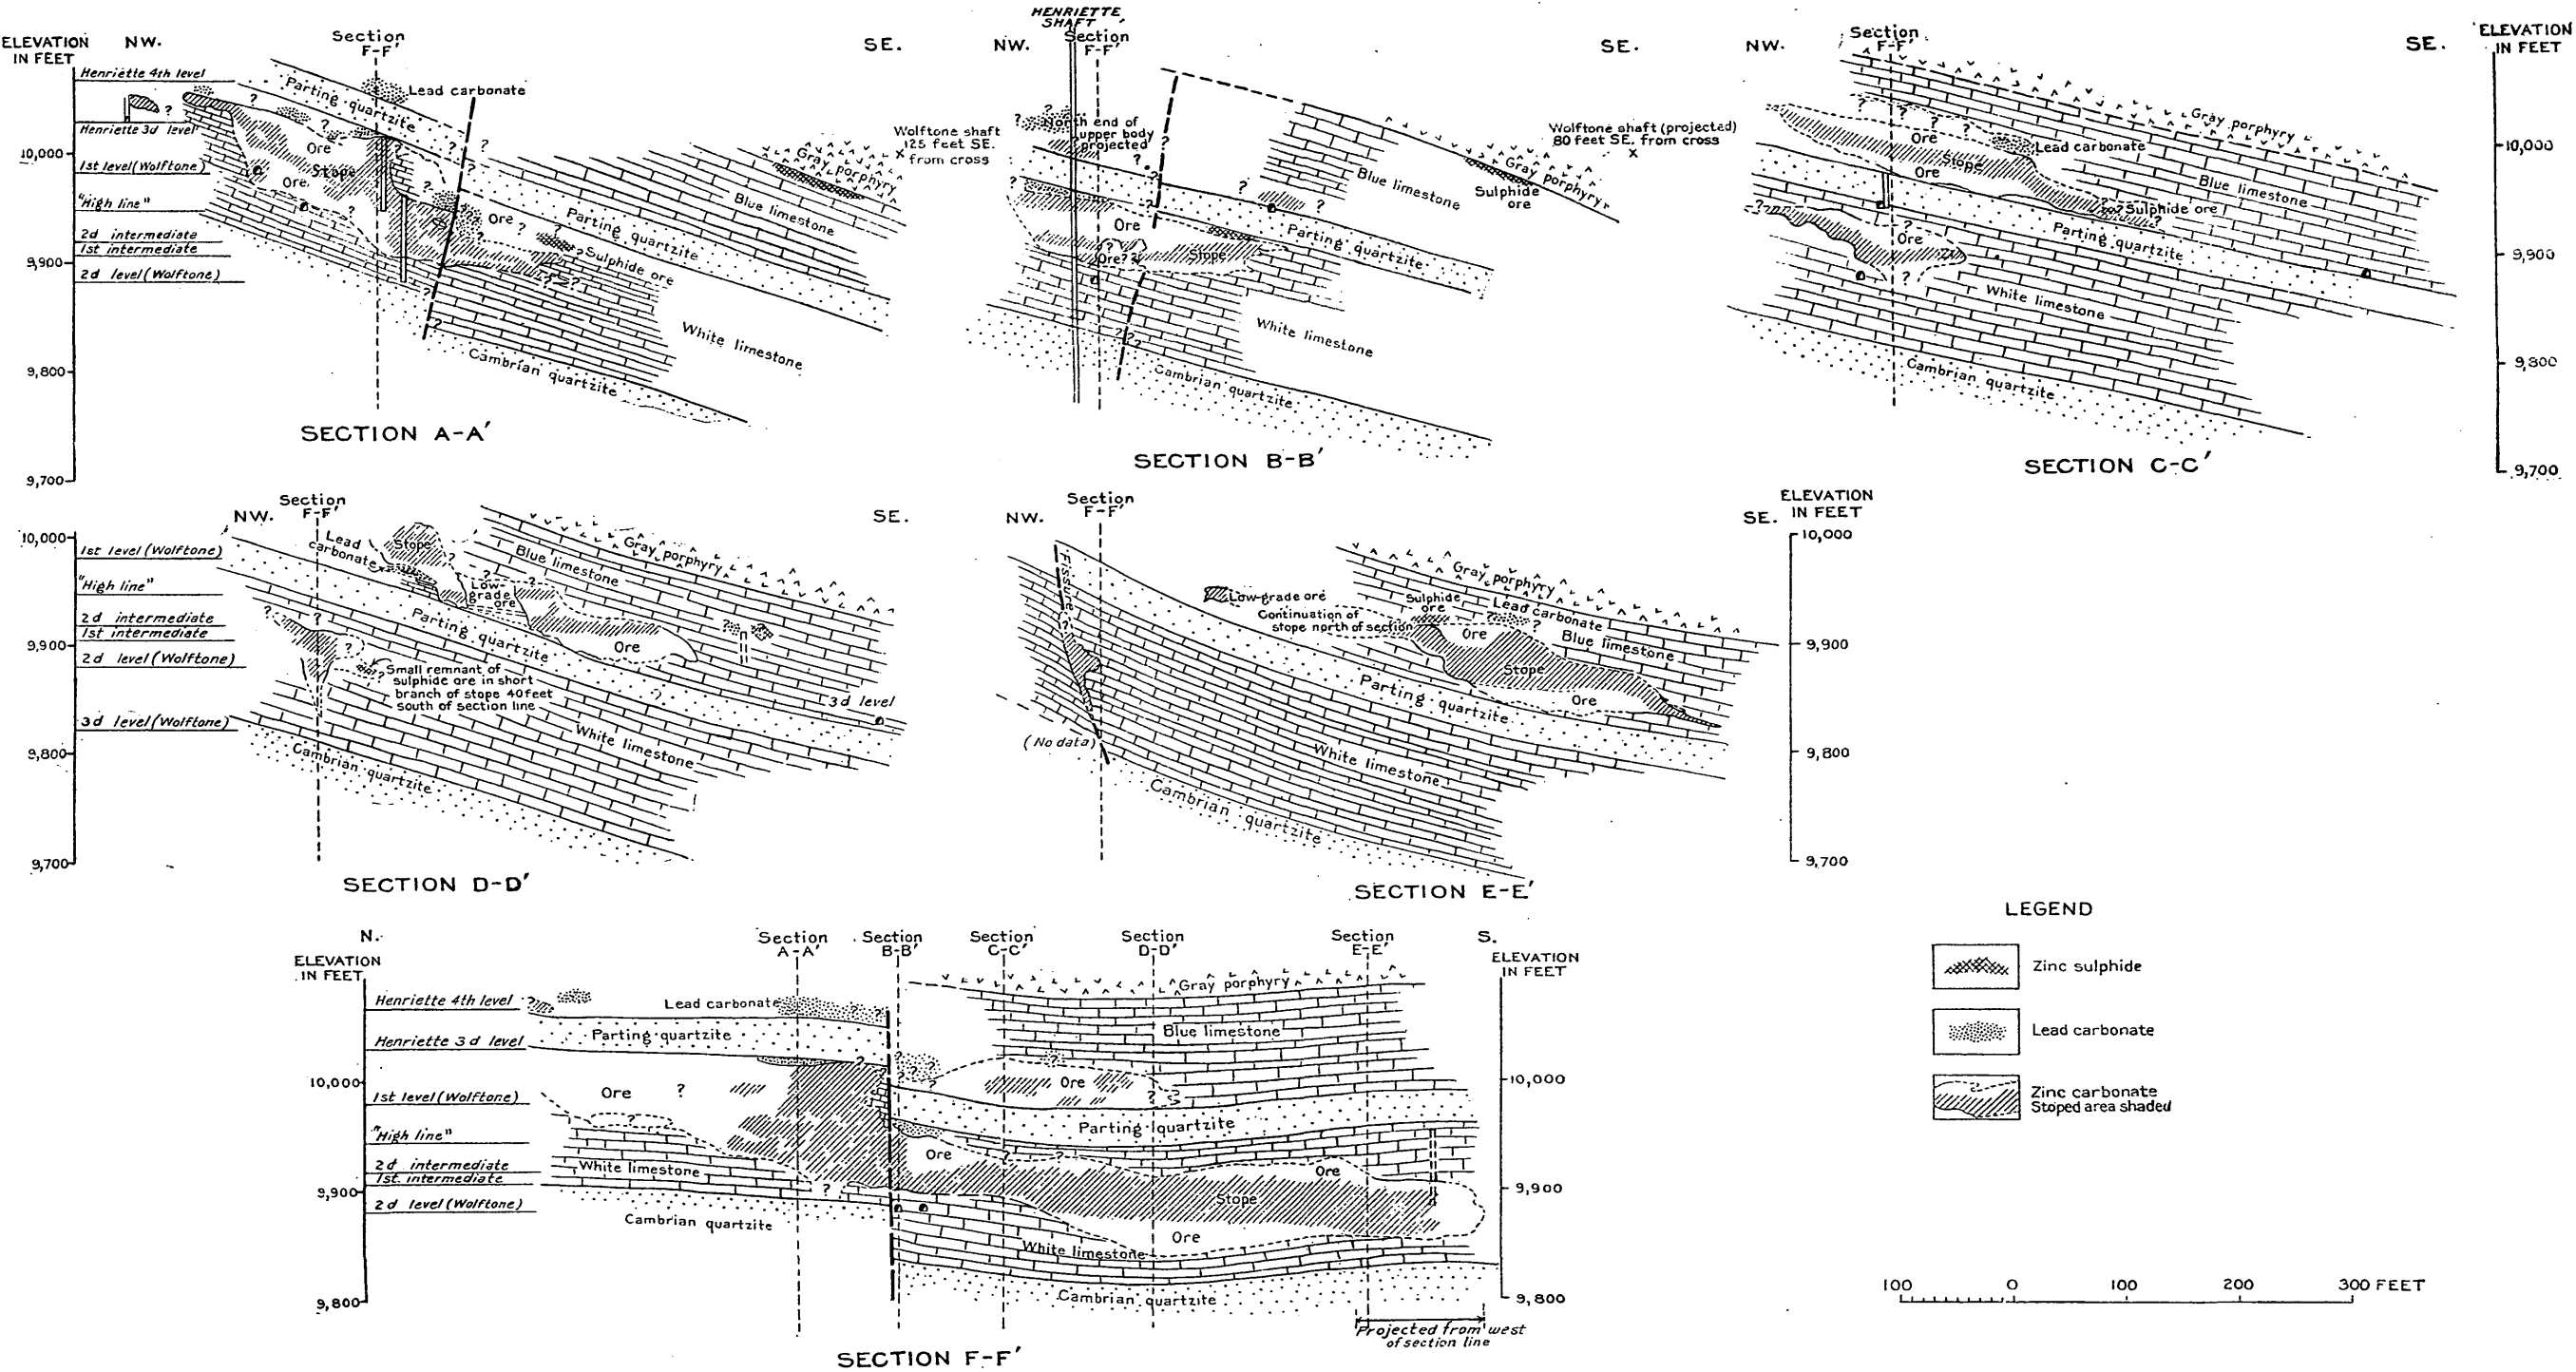 ELEVATION
IN FEET
NW.
Section
F-F'
SE.
Henriette 4th level
Parting quartzite
Lead carbonate
?
Henriette 3d level
Ore
10,000
1st level (Wolftone)
Stope
Ore
"High line"
2d intermediate
1st intermediate
9,900
2d level (Wolftone)
Ore
Sulphide ore
Parting quartzite
Blue limestone
Gray porphyry
White limestone
Cambrian quartzite
9,800
9,700
SECTION A-A'
HENRIETTE
SHAFT
NW.
Section
F-F'
SE.
Wolftone shaft
125 feet SE.
from cross
X
North end of
upper body
projected
Ore
Ore?
Stope
Blue limestone
Gray porphyry
Sulphide
ore
Parting quartzite
White limestone
Cambrian quartzite
SECTION B-B'
Wolftone shaft (projected)
80 feet SE. from cross
X
NW.
Section
F-F'
SE.
ELEVATION
IN FEET
Gray porphyry
Ore
Lead carbonate
Stope
Ore
Blue limestone
Sulphide ore
Parting quartzite
Ore
White limestone
Cambrian quartzite
10,000
9,900
9,800
9,700
SECTION C-C'
NW.
Section
F-F'
SE.
10,000
1st level (Wolftone)
"High line"
2d intermediate
1st intermediate
9,900
2d level (Wolftone)
3d level (Wolftone)
9,800
9,700
Lead
carbonate
Stope
Gray porphyry
Blue limestone
Low-
grade
ore
Parting quartzite
Ore
Small remnant of
sulphide ore in short
branch of stope 40 feet
south of section line
3d level
White limestone
Cambrian quartzite
SECTION D-D'
NW.
Section
F-F'
SE.
ELEVATION
IN FEET
10,000
9,900
9,800
9,700
Fissure
Gray porphyry
Low-grade ore
Sulphide
ore
Lead carbonate
Continuation of
stope north of section
Ore
Blue limestone
Stope
Ore
Parting quartzite
(No data)
White limestone
Cambrian quartzite
SECTION E-E'
N.
Section
A-A'
Section
B-B'
Section
C-C'
Section
D-D'
Section
E-E'
S.
ELEVATION
IN FEET
ELEVATION
IN FEET
Henriette 4th level
Lead carbonate
Gray porphyry
Parting quartzite
Blue limestone
Henriette 3d level
10,000
Ore
?
Ore
10,000
1st level (Wolftone)
"High line"
Parting quartzite
Ore
2d intermediate
White limestone
Ore
1st. intermediate
9,900
Stope
9,900
2d level (Wolftone)
Cambrian quartzite
Ore
White limestone
9,800
Cambrian quartzite
9,800
Projected from west
of section line
SECTION F-F'
LEGEND
Zinc sulphide
Lead carbonate
Zinc carbonate
Stoped area shaded
100 0 100 200 300 FEET